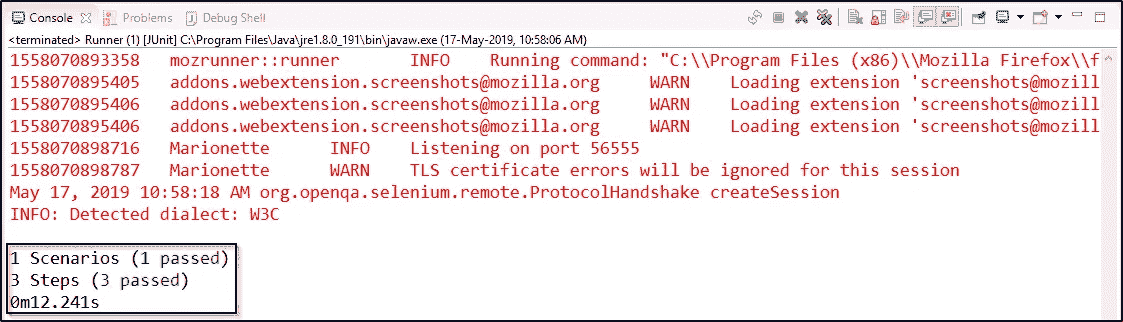 Console Problems Debug Shell
<terminated> Runner (1) [JUnit] C:\Program Files\Java\jre1.8.0_191\bin\javaw.exe (17-May-2019, 10:58:06 AM)
1558070893358 mozrunner::runner INFO Running command: "C:\\Program Files (x86)\\Mozilla Firefox\\f
1558070895405 addons.webextension.screenshots@mozilla.org WARN Loading extension 'screenshots@mozill
1558070895406 addons.webextension.screenshots@mozilla.org WARN Loading extension 'screenshots@mozill
1558070895406 addons.webextension.screenshots@mozilla.org WARN Loading extension 'screenshots@mozill
1558070898716 Marionette INFO Listening on port 56555
1558070898787 Marionette WARN TLS certificate errors will be ignored for this session
May 17, 2019 10:58:18 AM org.openqa.selenium.remote.ProtocolHandshake createSession
INFO: Detected dialect: W3C
1 Scenarios (1 passed)
3 Steps (3 passed)
0m12.241s